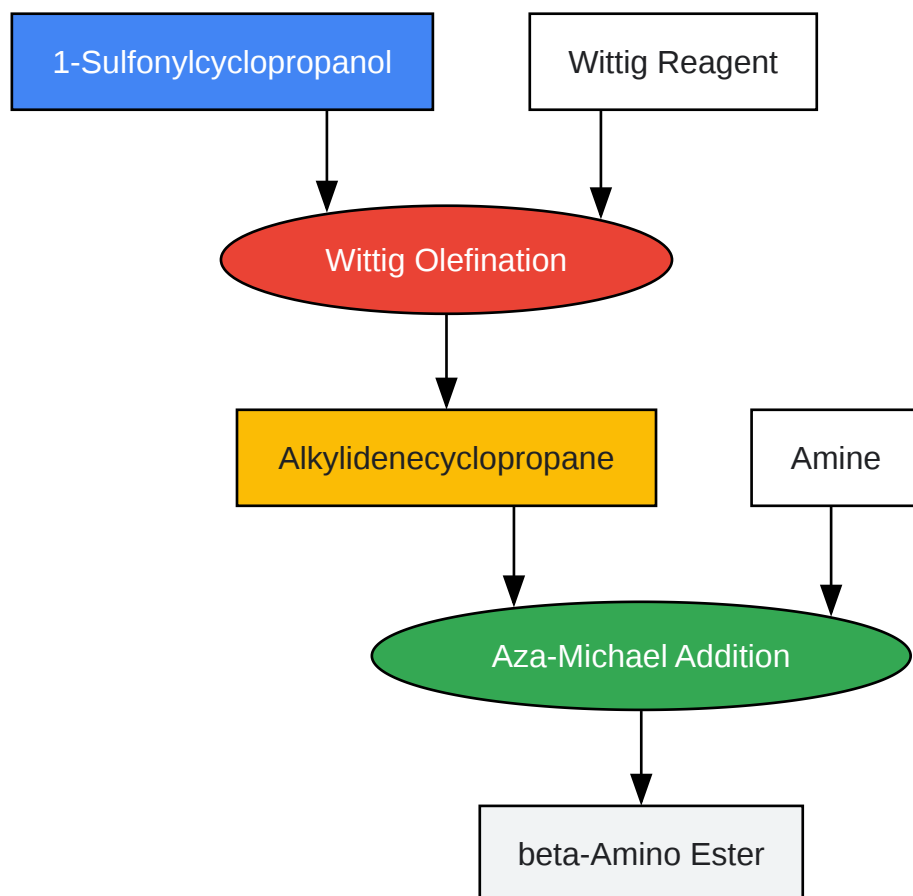 1-Sulfonylcyclopropanol
Wittig Reagent
Wittig Olefination
Alkylidenecyclopropane
Amine
Aza-Michael Addition
beta-Amino Ester